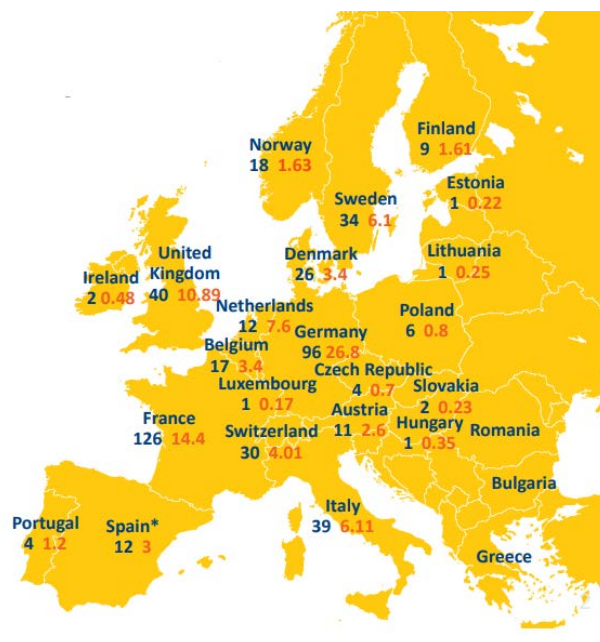 Finland
9 1.61
Norway
18 1.63
Estonia
1 0.22
Sweden
34 6.1
United
Kingdom
40 10.89
Denmark
26 3.4
Lithuania
1 0.25
Ireland
2 0.48
Netherlands
12 7.6
Poland
6 0.8
Germany
96 26.8
Belgium
17 3.4
Czech Republic
4 0.7
Luxembourg
1 0.17
Slovakia
2 0.23
France
126 14.4
Austria
11 2.6
Switzerland
30 4.01
Hungary
1 0.35
Romania
Bulgaria
Italy
39 6.11
Portugal
4 1.2
Spain*
12 3
Greece